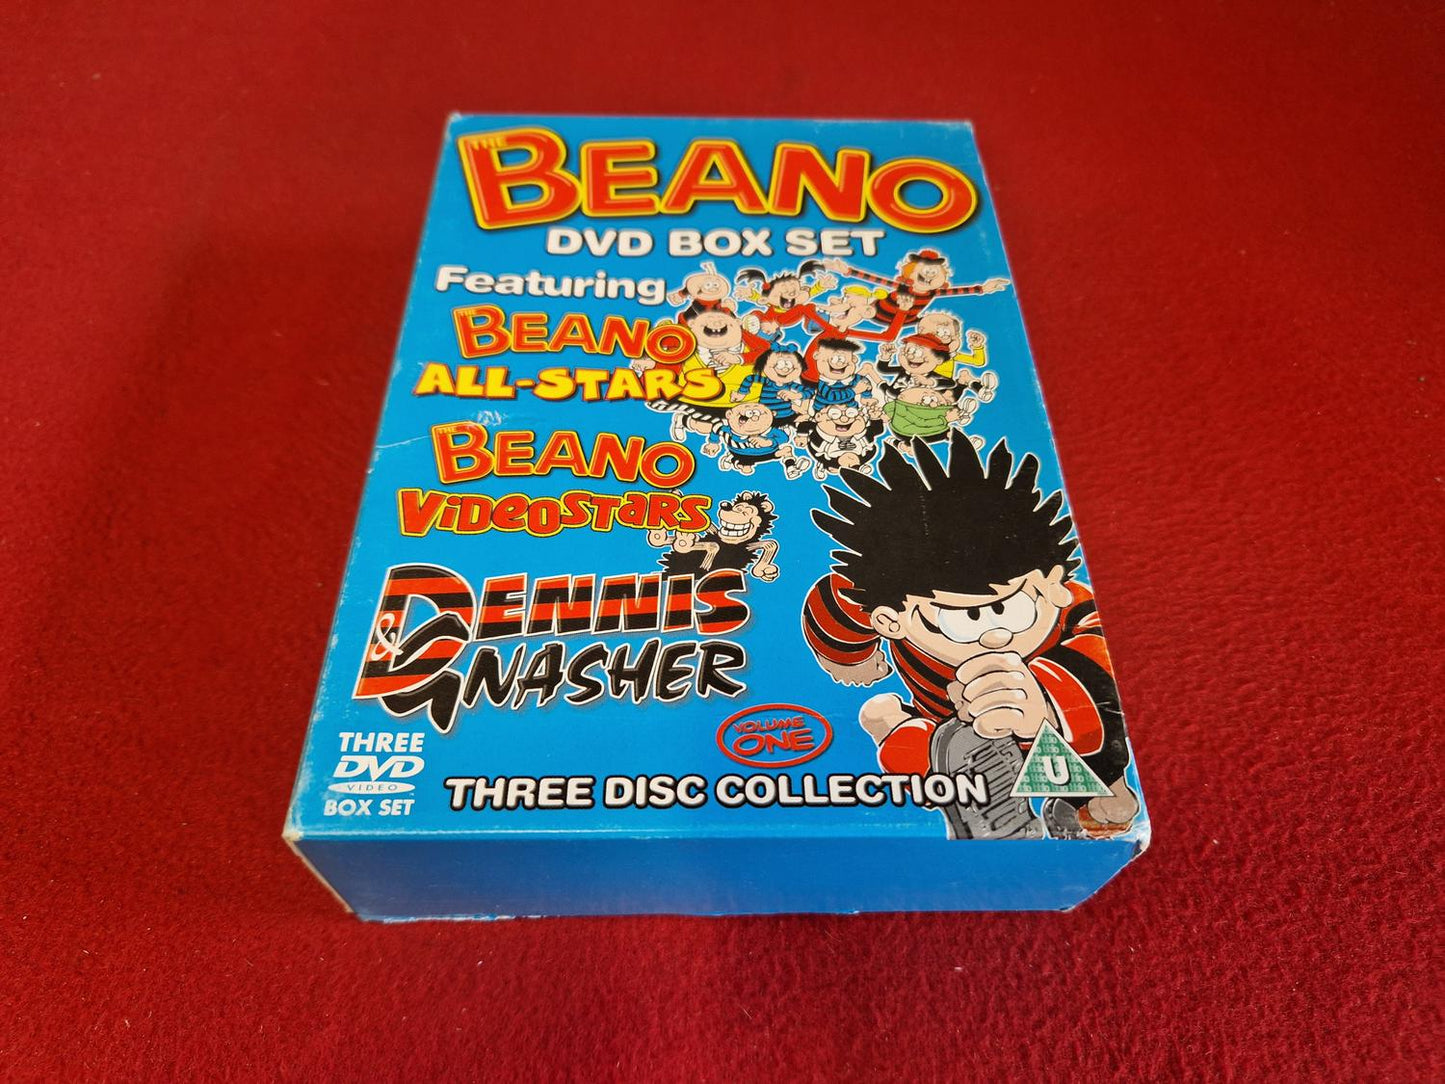 THE BEANO
DVD BOX SET
Featuring
THE BEANO
ALL-STARS
THE BEANO
VIDEOSTARS
DENNIS
& GNASHER
VOLUME
ONE
THREE
DVD
VIDEO
BOX SET
THREE DISC COLLECTION
U